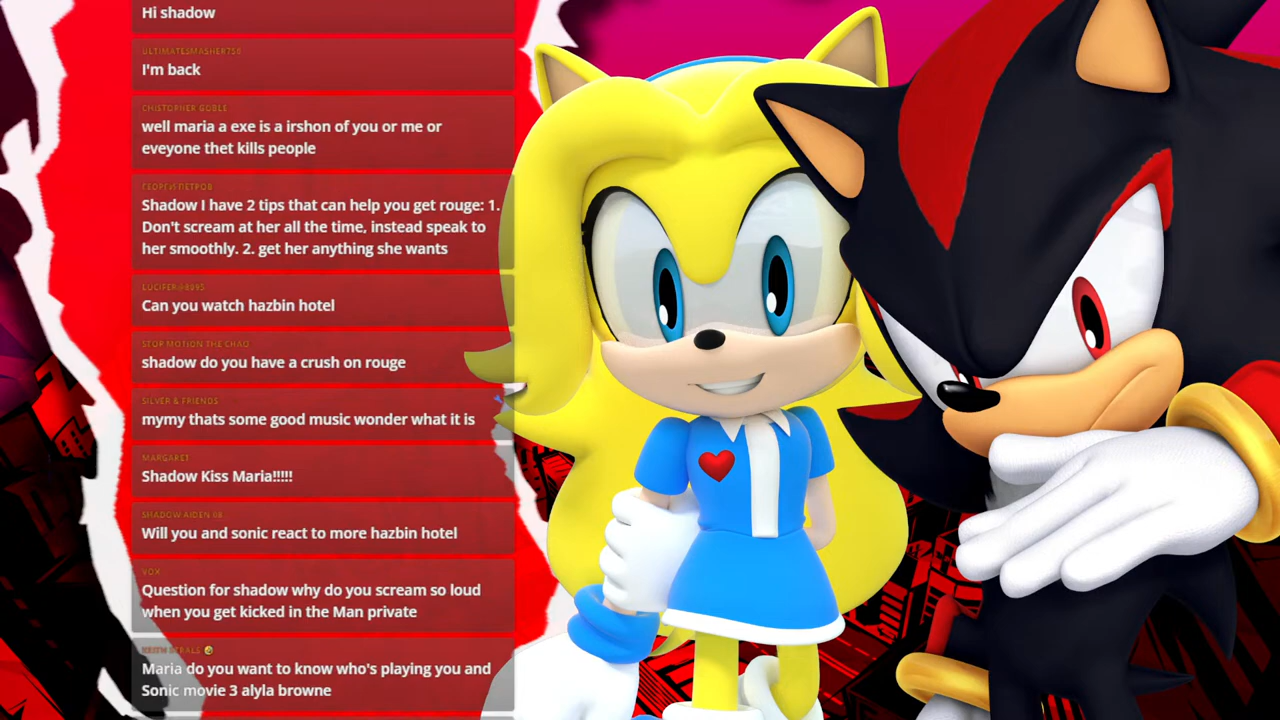 Hi shadow
ULTIMATESMASHER750
I'm back
CHISTORNER GOBLE
well maria a exe is a irshon of you or me or
eveyone thet kills people
ГЕОРГИ ПЕТРОВ
Shadow I have 2 tips that can help you get rouge: 1.
Don't scream at her all the time, instead speak to
her smoothly. 2. get her anything she wants
Can you watch hazbin hotel
STOP MOTION THE CHAO
shadow do you have a crush on rouge
SILVER & FRIENDS
mymy thats some good music wonder what it is
MARGARET
Shadow Kiss Maria!!!!!
SHADOW AIDEN
Will you and sonic react to more hazbin hotel
VOX
Question for shadow why do you scream so loud
when you get kicked in the Man private
Maria do you want to know who's playing you and
Sonic movie 3 alyla browne